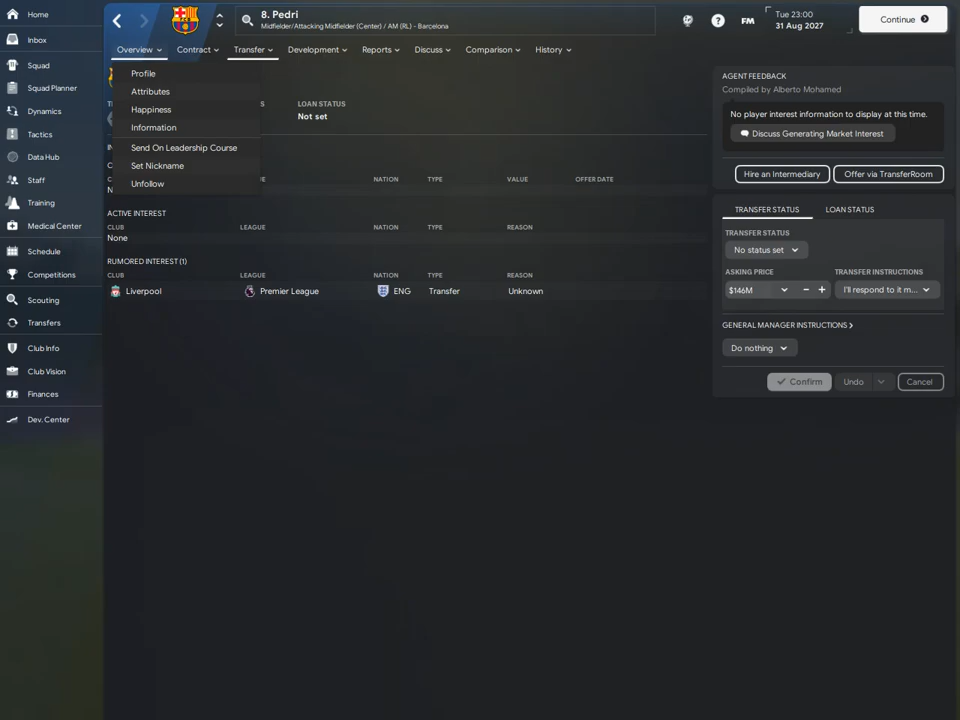 Home
Inbox
Squad
Squad Planner
Dynamics
Tactics
Data Hub
Staff
Training
Medical Center
Schedule
Competitions
Scouting
Transfers
Club Info
Club Vision
Finances
Dev. Center
8. Pedri
Midfielder/Attacking Midfielder (Center) / AM (RL) - Barcelona
FM
Tue 23:00
31 Aug 2027
Continue
Overview
Contract
Transfer
Development
Reports
Discuss
Comparison
History
Profile
Attributes
Happiness
Information
Send On Leadership Course
Set Nickname
Unfollow
LOAN STATUS
Not set
NATION TYPE VALUE OFFER DATE
ACTIVE INTEREST
CLUB LEAGUE NATION TYPE REASON
None
RUMORED INTEREST (1)
CLUB LEAGUE NATION TYPE REASON
Liverpool Premier League ENG Transfer Unknown
AGENT FEEDBACK
Compiled by Alberto Mohamed
No player interest information to display at this time.
Discuss Generating Market Interest
Hire an Intermediary
Offer via TransferRoom
TRANSFER STATUS LOAN STATUS
TRANSFER STATUS
No status set
ASKING PRICE TRANSFER INSTRUCTIONS
$146M - + I'll respond to it m...
GENERAL MANAGER INSTRUCTIONS >
Do nothing
Confirm Undo Cancel